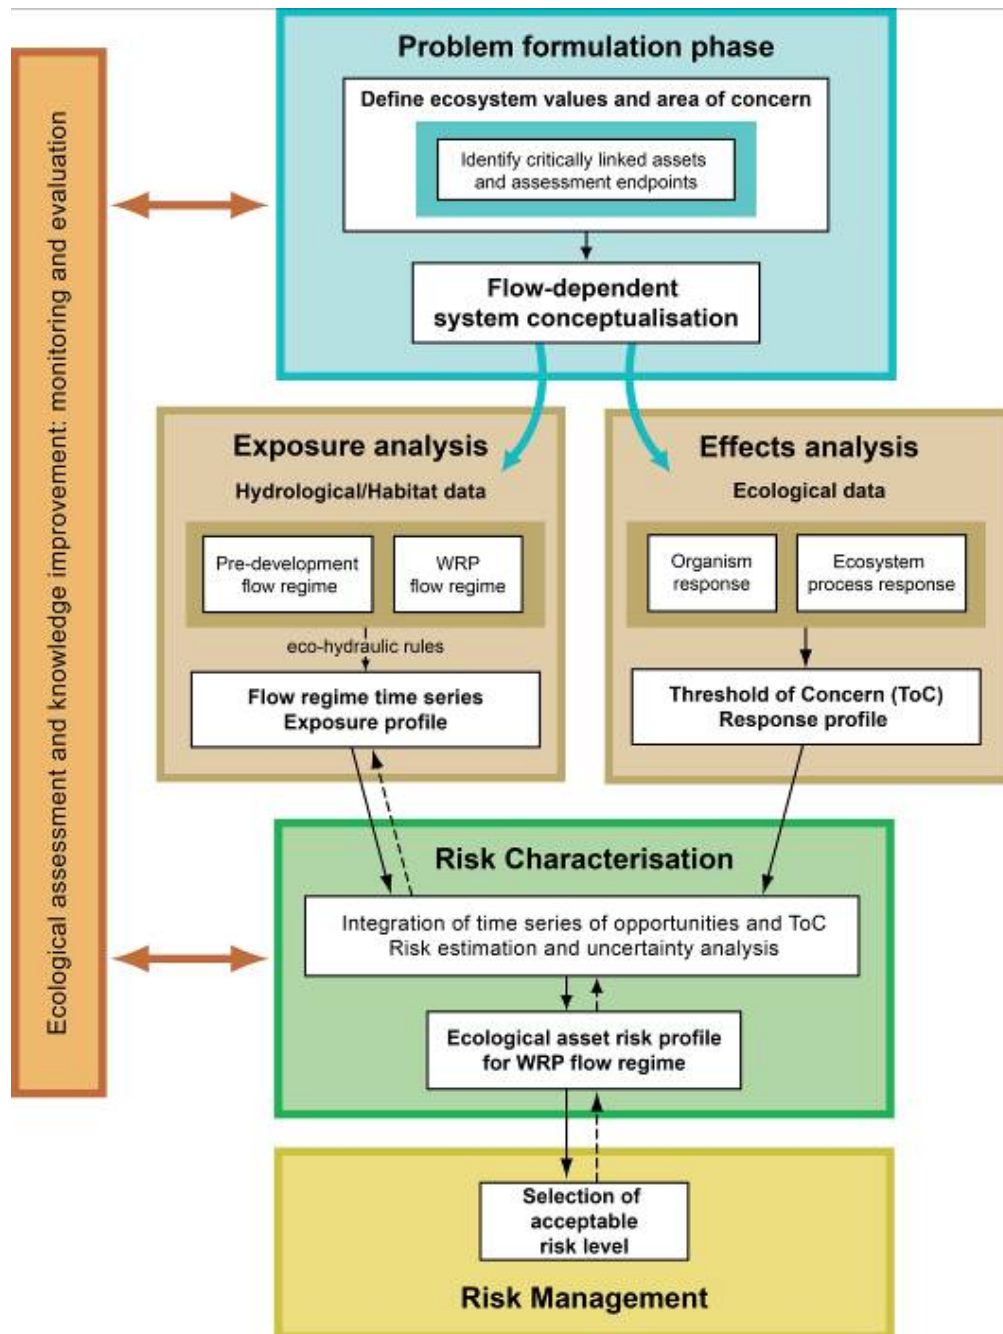 Ecological assessment and knowledge improvement: monitoring and evaluation
Problem formulation phase
Define ecosystem values and area of concern
Identify critically linked assets
and assessment endpoints
Flow-dependent
system conceptualisation
Exposure analysis
Hydrological/Habitat data
Pre-development
flow regime
WRP
flow regime
eco-hydraulic rules
Flow regime time series
Exposure profile
Effects analysis
Ecological data
Organism
response
Ecosystem
process response
Threshold of Concern (ToC)
Response profile
Risk Characterisation
Integration of time series of opportunities and ToC
Risk estimation and uncertainty analysis
Ecological asset risk profile
for WRP flow regime
Selection of
acceptable
risk level
Risk Management